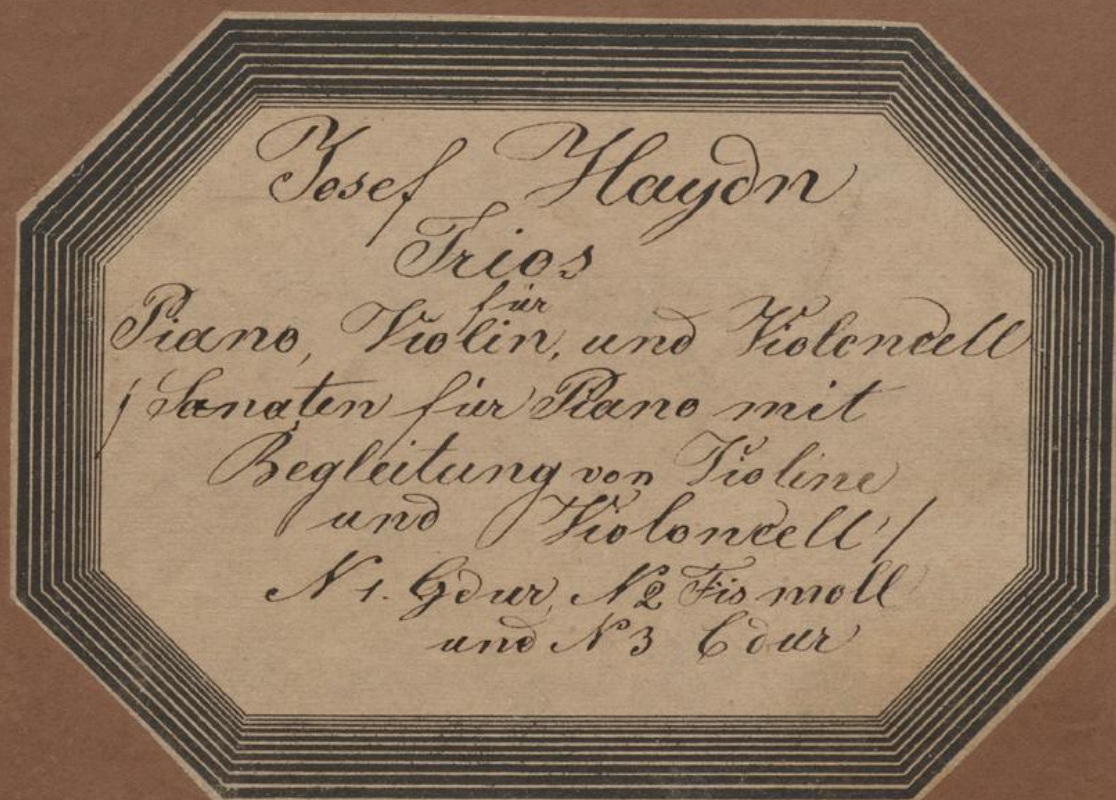 Josef Haydn
Trios
für
Piano, Violin, und Violoncell
/ Sonaten für Piano mit
Begleitung von Violine
und Violoncell /
N 1. Gdur, N 2 Fis moll
und N 3 Cdur